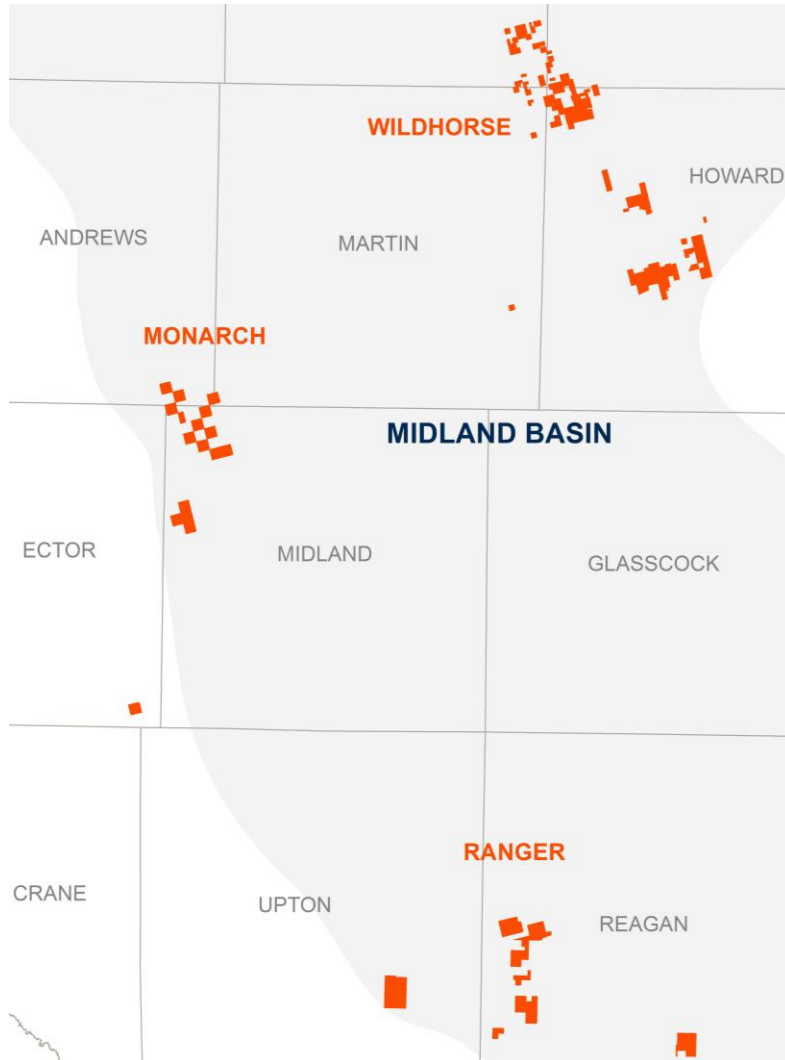 WILDHORSE
HOWARD
ANDREWS
MARTIN
MONARCH
MIDLAND BASIN
ECTOR
MIDLAND
GLASSCOCK
RANGER
CRANE
UPTON
REAGAN